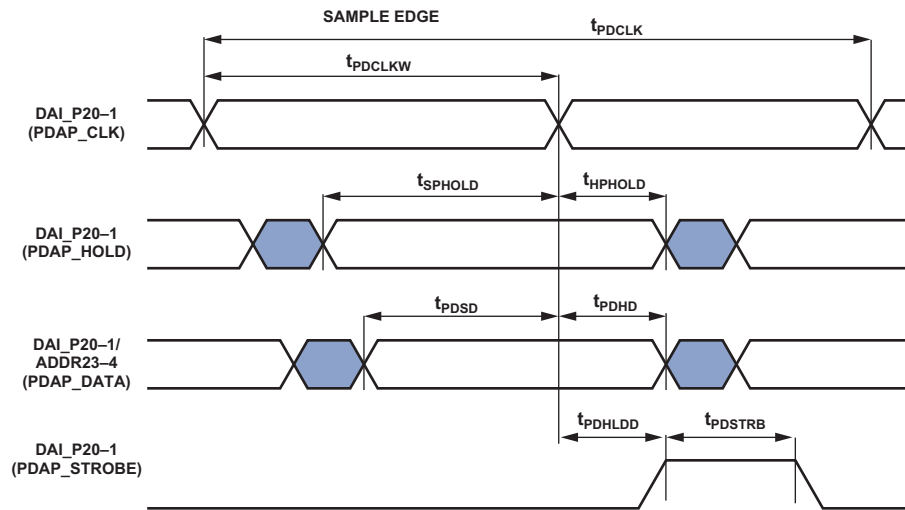 SAMPLE EDGE
tPDCLK
tPDCLKW
DAI_P20–1
(PDAP_CLK)
tSPHOLD
tHPHOLD
DAI_P20–1
(PDAP_HOLD)
tPDSD
tPDHD
DAI_P20–1/
ADDR23–4
(PDAP_DATA)
tPDHLDD
tPDSTRB
DAI_P20–1
(PDAP_STROBE)